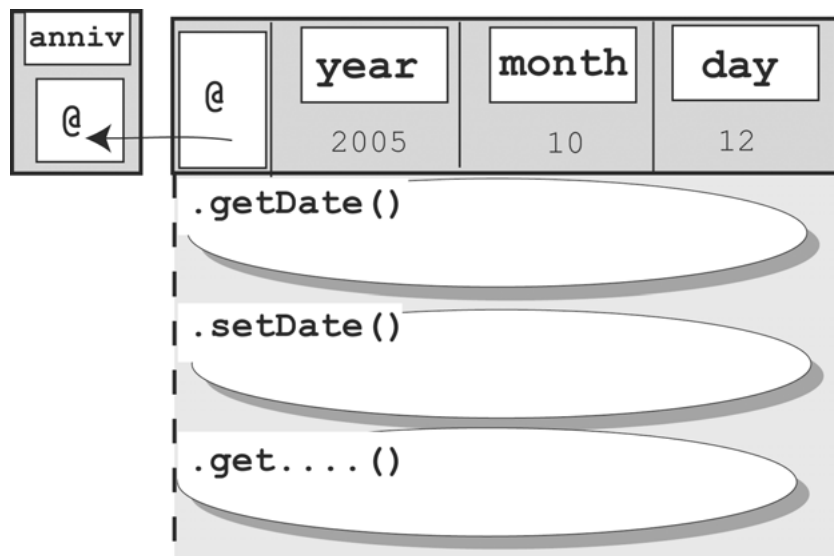 anniv
@
@
year
month
day
2005
10
12
.getDate()
.setDate()
.get....()